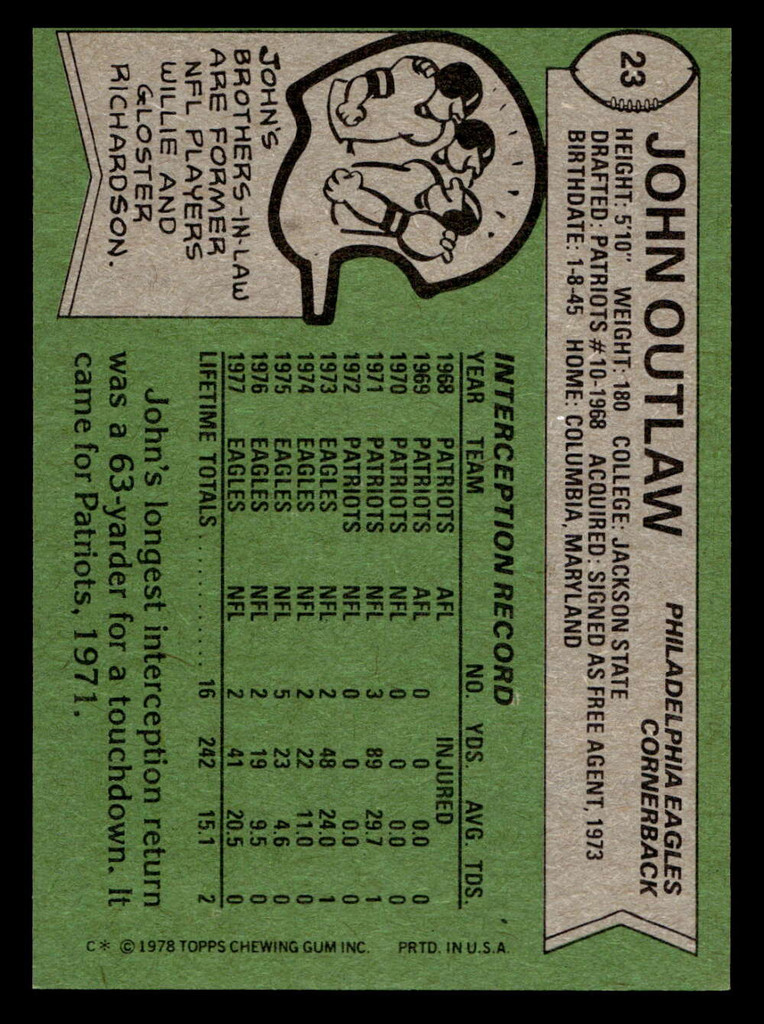 23
JOHN OUTLAW
PHILADELPHIA EAGLES
CORNERBACK
HEIGHT: 5'10" WEIGHT: 180 COLLEGE: JACKSON STATE
DRAFTED: PATRIOTS #10-1968 ACQUIRED: SIGNED AS FREE AGENT, 1973
BIRTHDATE: 1-8-45 HOME: COLUMBIA, MARYLAND
JOHN'S
BROTHERS-IN-LAW
ARE FORMER
NFL PLAYERS
WILLIE AND
GLOSTER
RICHARDSON.
INTERCEPTION RECORD
YEAR TEAM NO. YDS. AVG. TDS.
1968 PATRIOTS AFL INJURED
1969 PATRIOTS AFL 0 0 0.0 0
1970 PATRIOTS NFL 0 0 0.0 0
1971 PATRIOTS NFL 3 89 29.7 1
1972 PATRIOTS NFL 0 0 0.0 0
1973 EAGLES NFL 2 48 24.0 1
1974 EAGLES NFL 2 22 11.0 0
1975 EAGLES NFL 5 23 4.6 0
1976 EAGLES NFL 2 19 9.5 0
1977 EAGLES NFL 2 41 20.5 0
LIFETIME TOTALS .......... 16 242 15.1 2
John's longest interception return
was a 63-yarder for a touchdown. It
came for Patriots, 1971.
C* © 1978 TOPPS CHEWING GUM INC. PRTD. IN U.S.A.